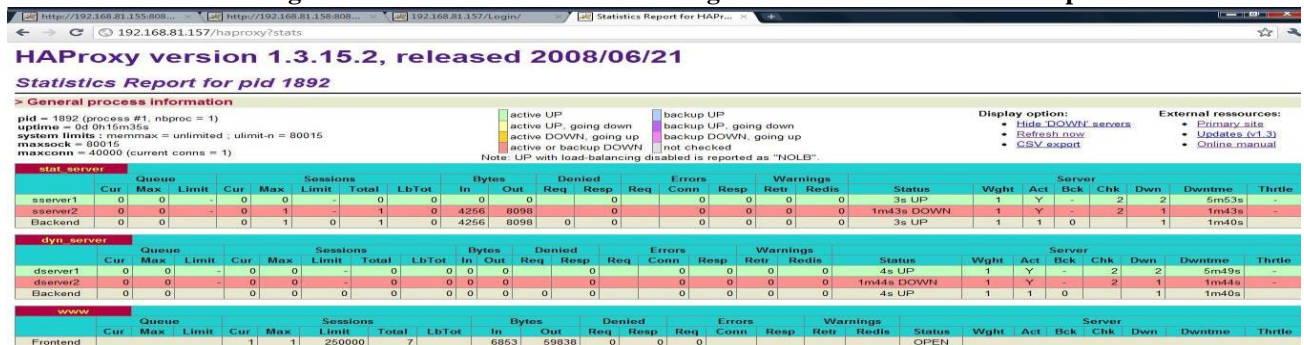 http://192.168.81.155:808... http://192.168.81.158:808... 192.168.81.157/Login/ Statistics Report for HAPr...
192.168.81.157/haproxy?stats
HAProxy version 1.3.15.2, released 2008/06/21
Statistics Report for pid 1892
> General process information
pid = 1892 (process #1, nbproc = 1)
uptime = 0d 0h15m35s
system limits : memmax = unlimited ; ulimit-n = 80015
maxsock = 80015
maxconn = 40000 (current conns = 1)
active UP backup UP
active UP, going down backup UP, going down
active DOWN, going up backup DOWN, going up
active or backup DOWN not checked
Note: UP with load-balancing disabled is reported as "NOLB".
Display option:
Hide 'DOWN' servers
Refresh now
CSV export
External ressources:
Primary site
Updates (v1.3)
Online manual
stat_server
Queue Sessions Bytes Denied Errors Warnings Server
Cur Max Limit Cur Max Limit Total LbTot In Out Req Resp Req Conn Resp Retr Redis Status Wght Act Bck Chk Dwn Dwntme Thrtle
sserver1 0 0 - 0 0 - 0 0 0 0 0 0 0 0 0 3s UP 1 Y - 2 2 5m53s -
sserver2 0 0 - 0 1 - 1 0 4256 8098 0 0 0 0 0 1m43s DOWN 1 Y - 2 1 1m43s -
Backend 0 0 0 1 0 1 0 4256 8098 0 0 0 0 0 0 3s UP 1 1 0 1 1m40s
dyn_server
Queue Sessions Bytes Denied Errors Warnings Server
Cur Max Limit Cur Max Limit Total LbTot In Out Req Resp Req Conn Resp Retr Redis Status Wght Act Bck Chk Dwn Dwntme Thrtle
dserver1 0 0 - 0 0 - 0 0 0 0 0 0 0 0 0 4s UP 1 Y - 2 2 5m49s -
dserver2 0 0 - 0 0 - 0 0 0 0 0 0 0 0 0 1m44s DOWN 1 Y - 2 1 1m44s -
Backend 0 0 0 0 0 0 0 0 0 0 0 0 0 0 0 4s UP 1 1 0 1 1m40s
www
Queue Sessions Bytes Denied Errors Warnings Server
Cur Max Limit Cur Max Limit Total LbTot In Out Req Resp Req Conn Resp Retr Redis Status Wght Act Bck Chk Dwn Dwntme Thrtle
Frontend 1 1 250000 7 6853 59838 0 0 0 OPEN